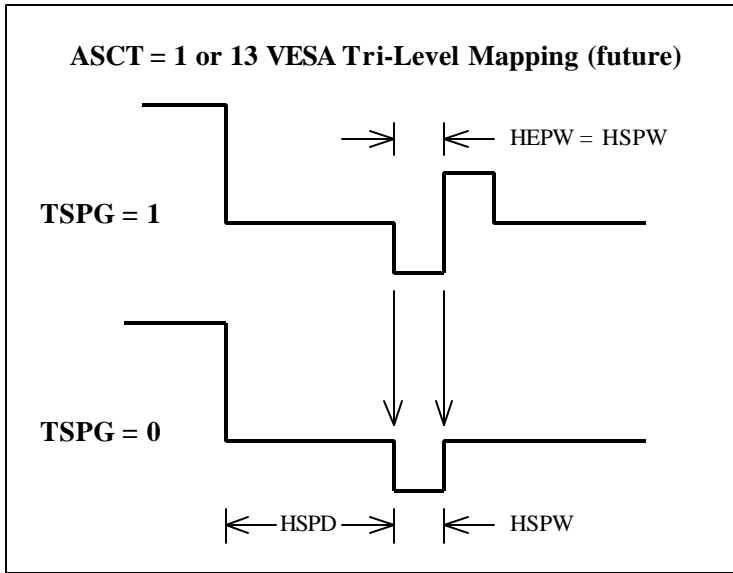 ASCT = 1 or 13 VESA Tri-Level Mapping (future)
HEPW = HSPW
TSPG = 1
TSPG = 0
HSPD
HSPW